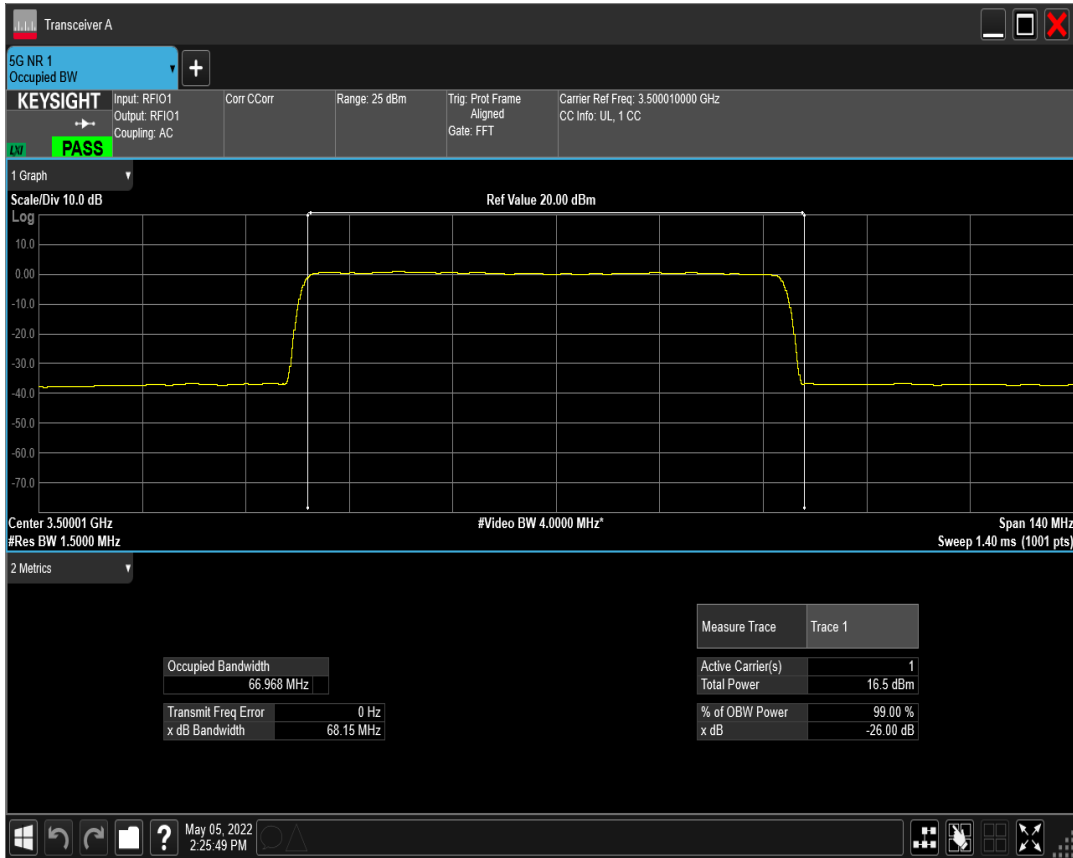 Transceiver A
5G NR 1
Occupied BW
+
KEYSIGHT
LXI
PASS
Input: RFIO1
Output: RFIO1
Coupling: AC
Corr CCorr
Range: 25 dBm
Trig: Prot Frame
Aligned
Gate: FFT
Carrier Ref Freq: 3.500010000 GHz
CC Info: UL, 1 CC
1 Graph
Scale/Div 10.0 dB
Ref Value 20.00 dBm
Log
10.0
0.00
-10.0
-20.0
-30.0
-40.0
-50.0
-60.0
-70.0
Center 3.50001 GHz
#Video BW 4.0000 MHz*
Span 140 MHz
#Res BW 1.5000 MHz
Sweep 1.40 ms (1001 pts)
2 Metrics
Measure Trace Trace 1
Occupied Bandwidth
66.968 MHz
Active Carrier(s) 1
Total Power 16.5 dBm
Transmit Freq Error 0 Hz
x dB Bandwidth 68.15 MHz
% of OBW Power 99.00 %
x dB -26.00 dB
?
May 05, 2022
2:25:49 PM